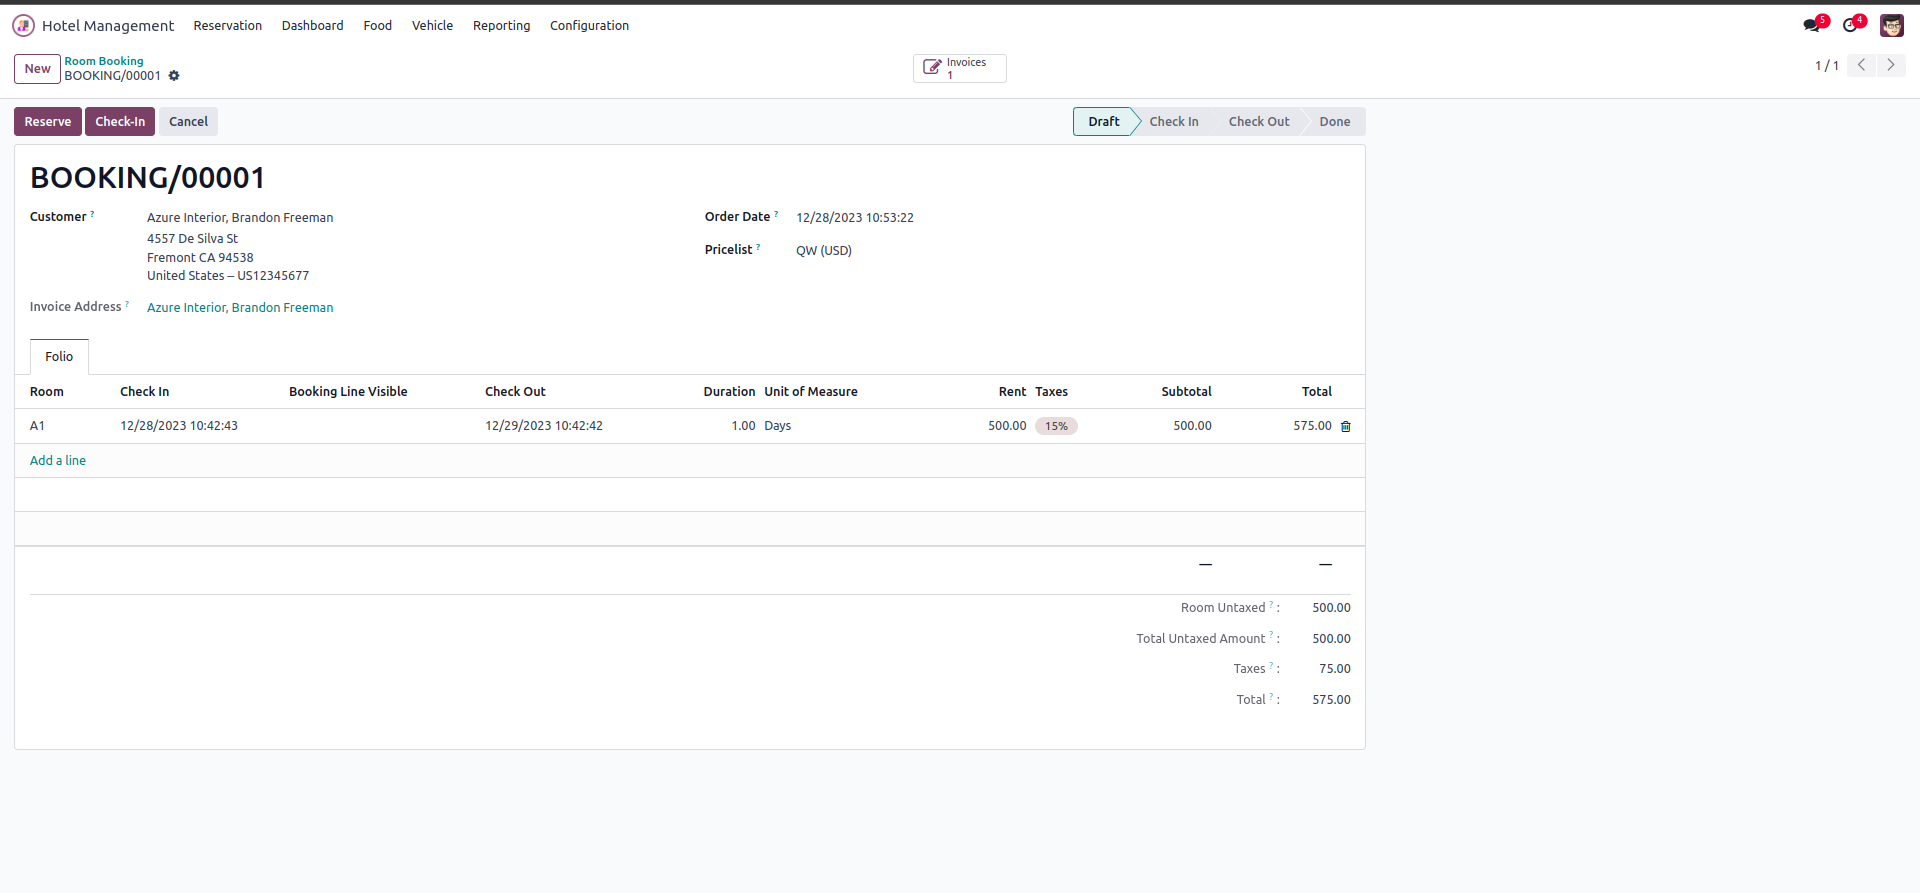 Hotel Management Reservation Dashboard Food Vehicle Reporting Configuration 5 4
New Room Booking Invoices
BOOKING/00001 1 1 / 1
Reserve Check-In Cancel Draft Check In Check Out Done
BOOKING/00001
Customer ? Azure Interior, Brandon Freeman Order Date ? 12/28/2023 10:53:22
4557 De Silva St
Fremont CA 94538 Pricelist ? QW (USD)
United States – US12345677
Invoice Address ? Azure Interior, Brandon Freeman
Folio
Room Check In Booking Line Visible Check Out Duration Unit of Measure Rent Taxes Subtotal Total
A1 12/28/2023 10:42:43 12/29/2023 10:42:42 1.00 Days 500.00 15% 500.00 575.00
Add a line
— —
Room Untaxed ? : 500.00
Total Untaxed Amount ? : 500.00
Taxes ? : 75.00
Total ? : 575.00